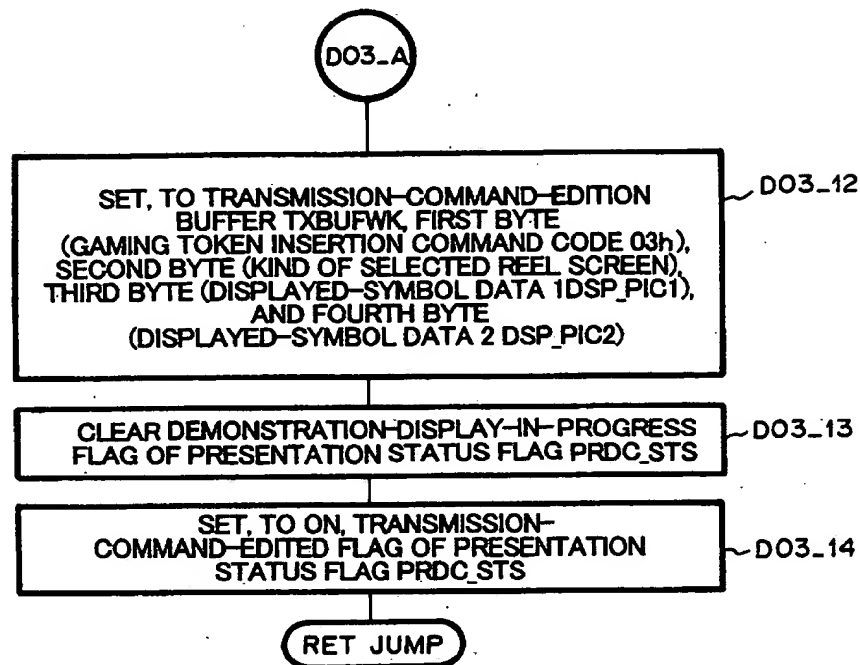 D03_A
SET, TO TRANSMISSION-COMMAND-EDITION
BUFFER TXBUFWK, FIRST BYTE
(GAMING TOKEN INSERTION COMMAND CODE 03h),
SECOND BYTE (KIND OF SELECTED REEL SCREEN),
THIRD BYTE (DISPLAYED-SYMBOL DATA 1DSP_PIC1),
AND FOURTH BYTE
(DISPLAYED-SYMBOL DATA 2 DSP_PIC2)
D03_12
CLEAR DEMONSTRATION-DISPLAY-IN-PROGRESS
FLAG OF PRESENTATION STATUS FLAG PRDC_STS
D03_13
SET, TO ON, TRANSMISSION-
COMMAND-EDITED FLAG OF PRESENTATION
STATUS FLAG PRDC_STS
D03_14
RET JUMP